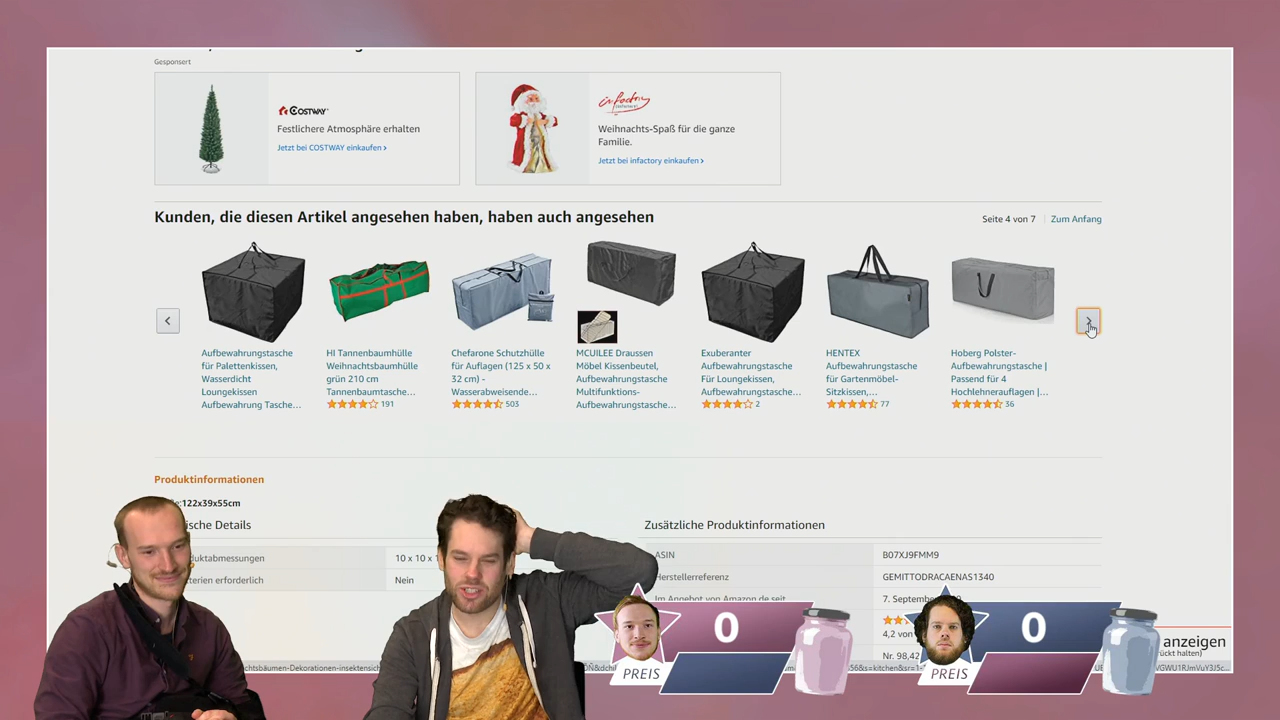 Gesponsert
COSTWAY
Festlichere Atmosphäre erhalten
Jetzt bei COSTWAY einkaufen ›
infactory
Weihnachts-Spaß für die ganze
Familie.
Jetzt bei infactory einkaufen ›
Kunden, die diesen Artikel angesehen haben, haben auch angesehen
Seite 4 von 7
Zum Anfang
Aufbewahrungstasche
für Palettenkissen,
Wasserdicht
Loungekissen
Aufbewahrung Tasche…
HI Tannenbaumhülle
Weihnachtsbaumhülle
grün 210 cm
Tannenbaumtasche…
191
Chefarone Schutzhülle
für Auflagen (125 x 50 x
32 cm) -
Wasserabweisende…
503
MCUILEE Draussen
Möbel Kissenbeutel,
Aufbewahrungstasche
Multifunktions-
Aufbewahrungstasche…
Exuberanter
Aufbewahrungstasche
Für Loungekissen,
Aufbewahrungstasche…
2
HENTEX
Aufbewahrungstasche
für Gartenmöbel-
Sitzkissen,…
77
Hoberg Polster-
Aufbewahrungstasche |
Passend für 4
Hochlehnerauflagen |…
36
Produktinformationen
122x39x55cm
Details
10 x 10 x
Nein
erforderlich
Zusätzliche Produktinformationen
ASIN
B07XJ9FMM9
Herstellerreferenz
GEMITTODRACAENAS1340
Im Angebot von Amazon.de seit
7. September
4,2 von
Nr. 98,42
anzeigen
0
PREIS
0
PREIS